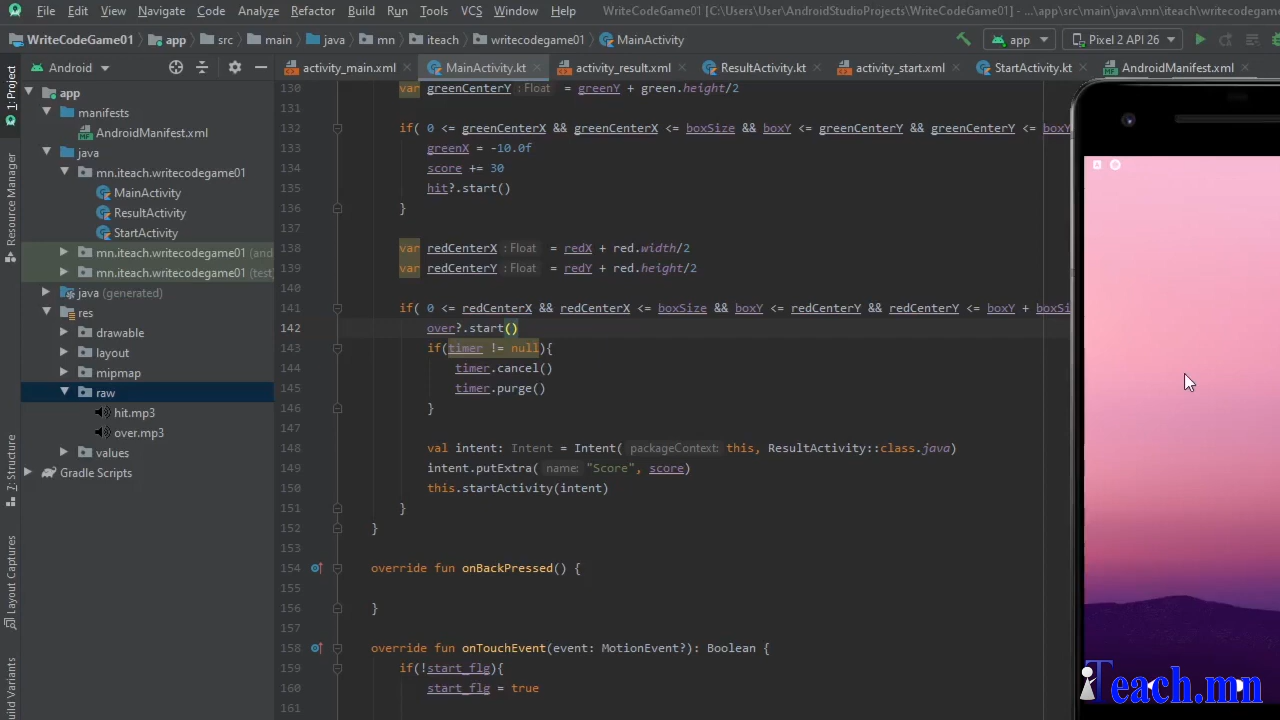 File Edit View Navigate Code Analyze Refactor Build Run Tools VCS Window Help WriteCodeGame01 [C:\Users\User\AndroidStudioProjects\WriteCodeGame01] - ...\app\src\main\java\mn\iteach\writecodegame
WriteCodeGame01 app src main java mn iteach writecodegame01 MainActivity app Pixel 2 API 26
Android activity_main.xml MainActivity.kt activity_result.xml ResultActivity.kt activity_start.xml StartActivity.kt AndroidManifest.xml
1: Project
Resource Manager
7: Structure
Layout Captures
Build Variants
app
manifests
AndroidManifest.xml
java
mn.iteach.writecodegame01
MainActivity
ResultActivity
StartActivity
mn.iteach.writecodegame01 (and
mn.iteach.writecodegame01 (test)
java (generated)
res
drawable
layout
mipmap
raw
hit.mp3
over.mp3
values
Gradle Scripts
130 var greenCenterY : Float = greenY + green.height/2
131
132 if( 0 <= greenCenterX && greenCenterX <= boxSize && boxY <= greenCenterY && greenCenterY <= boxY
133 greenX = -10.0f
134 score += 30
135 hit?.start()
136 }
137
138 var redCenterX : Float = redX + red.width/2
139 var redCenterY : Float = redY + red.height/2
140
141 if( 0 <= redCenterX && redCenterX <= boxSize && boxY <= redCenterY && redCenterY <= boxY + boxSi
142 over?.start()
143 if(timer != null){
144 timer.cancel()
145 timer.purge()
146 }
147
148 val intent: Intent = Intent( packageContext: this, ResultActivity::class.java)
149 intent.putExtra( name: "Score", score)
150 this.startActivity(intent)
151 }
152 }
153
154 override fun onBackPressed() {
155
156 }
157
158 override fun onTouchEvent(event: MotionEvent?): Boolean {
159 if(!start_flg){
160 start_flg = true
161
iTeach.mn